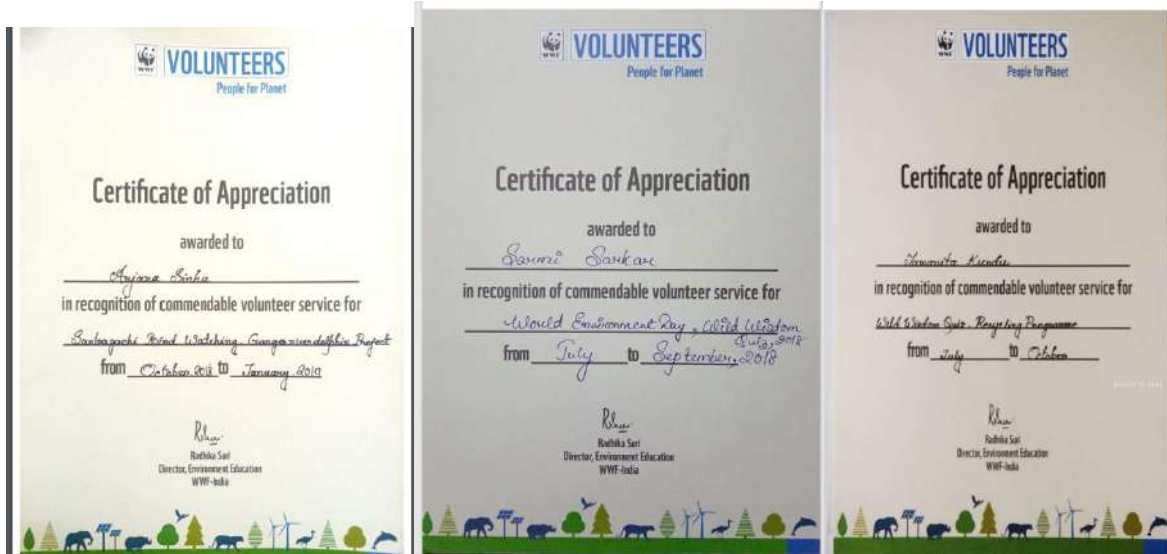 WWF VOLUNTEERS
People for Planet
Certificate of Appreciation
awarded to
Anjana Sinha
in recognition of commendable volunteer service for
Santragachi Bird Watching, Ganges river dolphin Project
from October 2018 to January 2019
Radhika Suri
Director, Environment Education
WWF-India
WWF VOLUNTEERS
People for Planet
Certificate of Appreciation
awarded to
Sarmi Sarkar
in recognition of commendable volunteer service for
World Environment Day, Wild Wisdom
Quiz, 2018
from July to September, 2018
Radhika Suri
Director, Environment Education
WWF-India
WWF VOLUNTEERS
People for Planet
Certificate of Appreciation
awarded to
Kundu
in recognition of commendable volunteer service for
Wild Wisdom Quiz, Recycling Programme
from July to October
Radhika Suri
Director, Environment Education
WWF-India